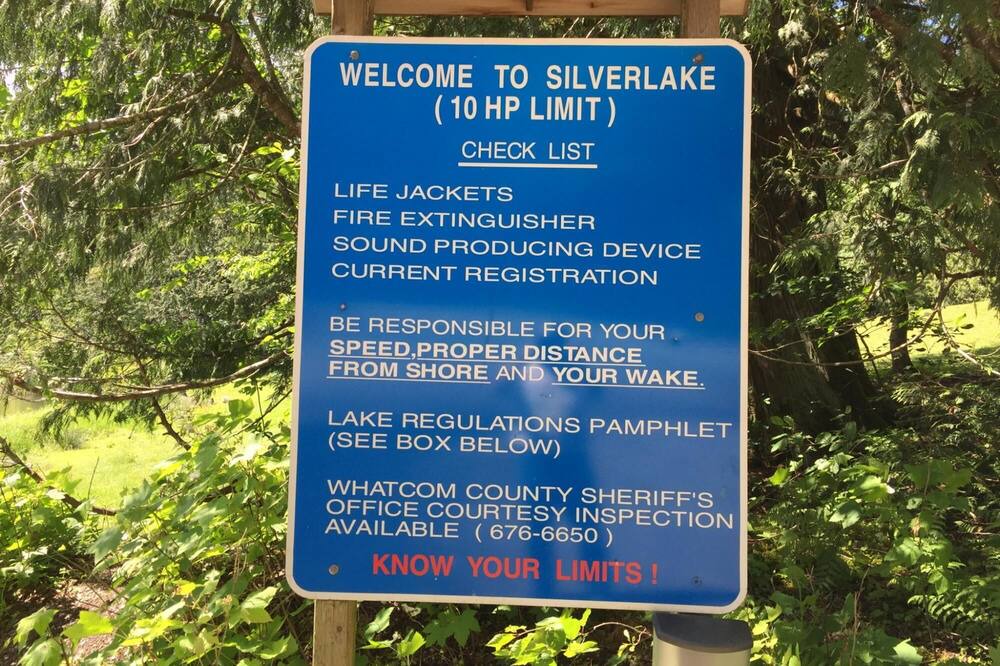 WELCOME TO SILVERLAKE
( 10 HP LIMIT )
CHECK LIST
LIFE JACKETS
FIRE EXTINGUISHER
SOUND PRODUCING DEVICE
CURRENT REGISTRATION
BE RESPONSIBLE FOR YOUR
SPEED,PROPER DISTANCE
FROM SHORE AND YOUR WAKE.
LAKE REGULATIONS PAMPHLET
(SEE BOX BELOW)
WHATCOM COUNTY SHERIFF'S
OFFICE COURTESY INSPECTION
AVAILABLE ( 676-6650 )
KNOW YOUR LIMITS !